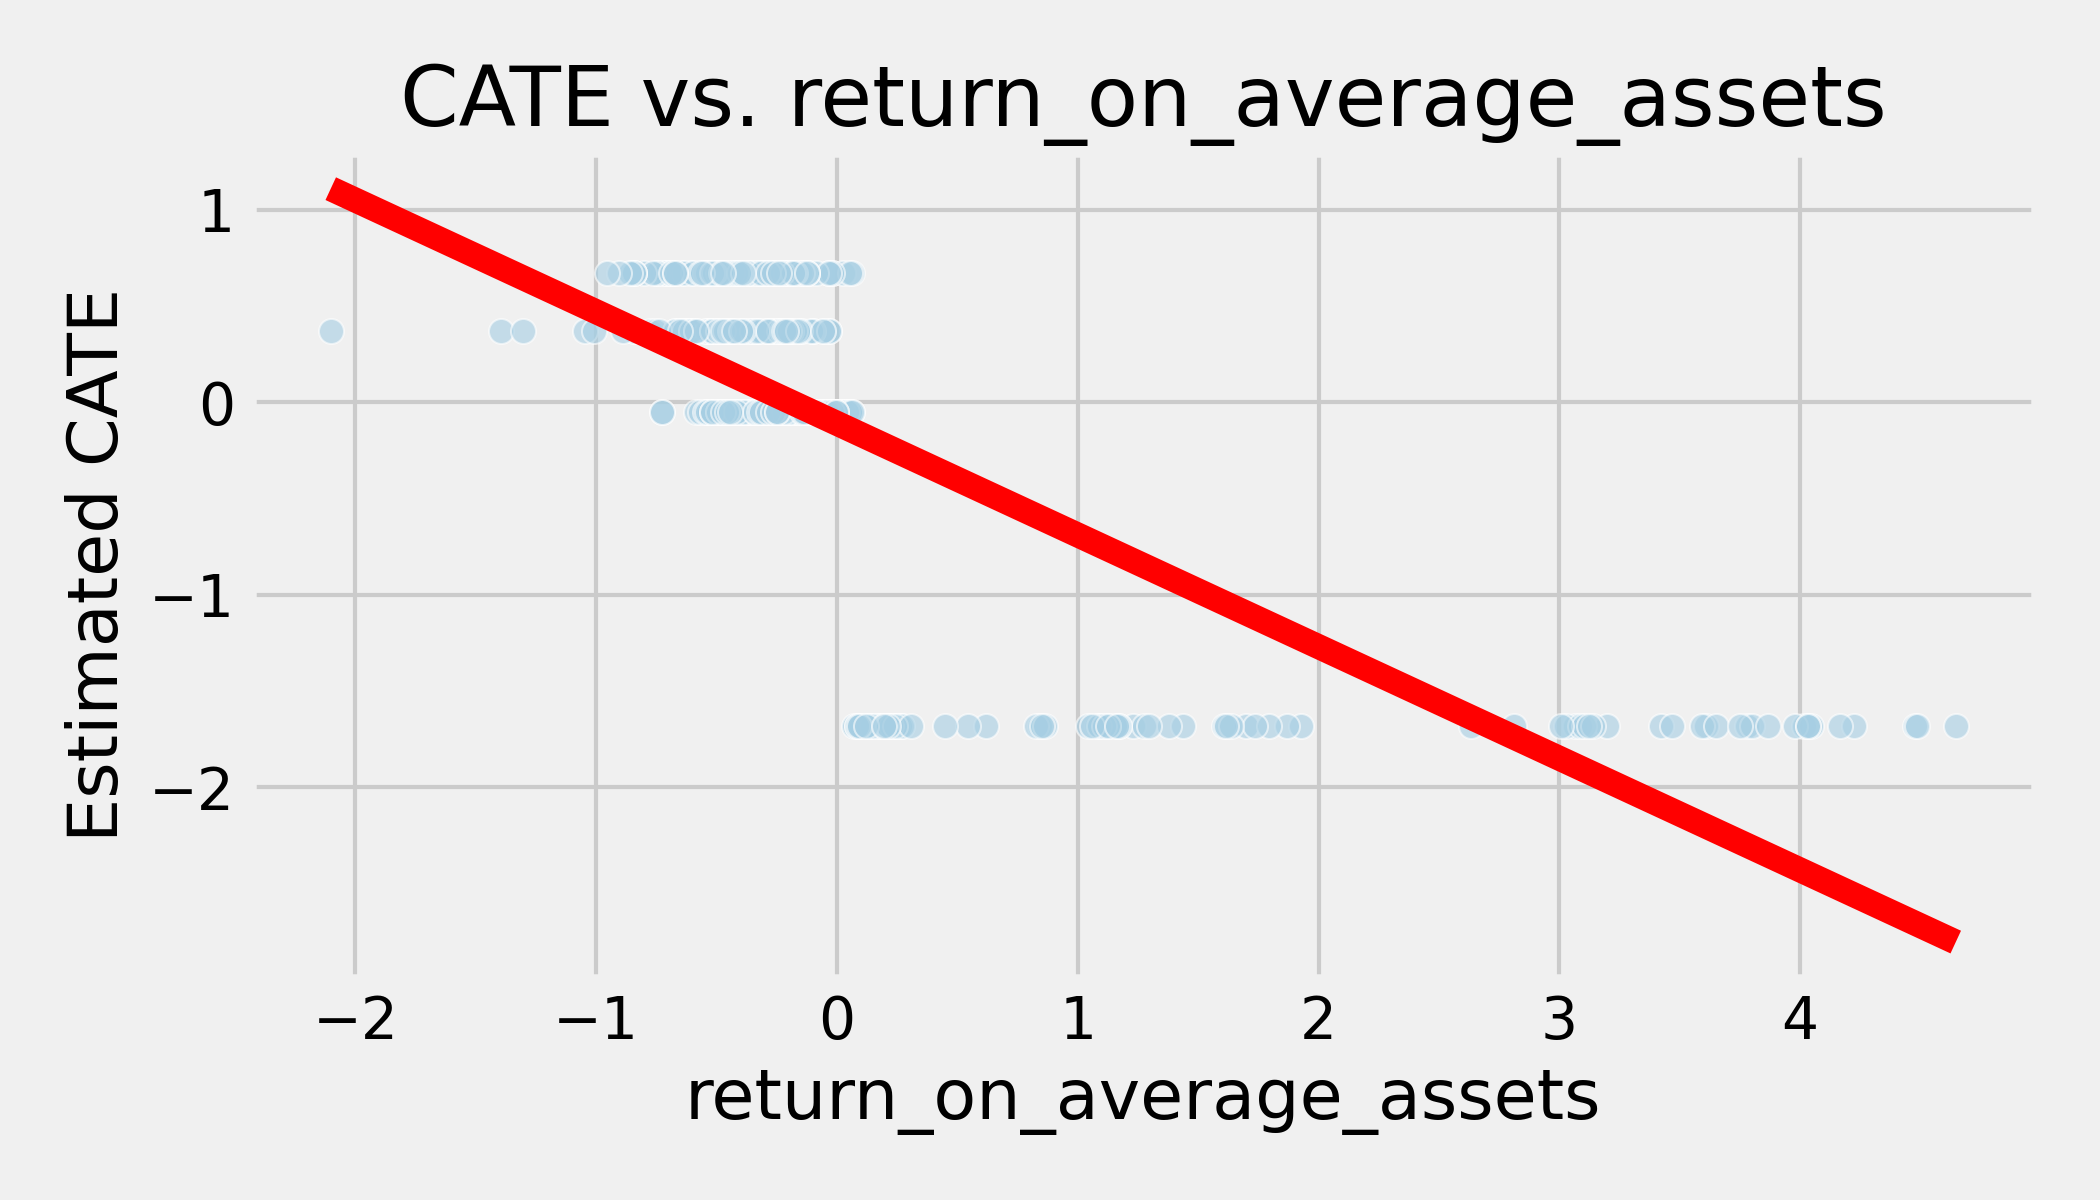 CATE vs. return_on_average_assets
Estimated CATE
1
0
−1
−2
−2 −1 0 1 2 3 4
return_on_average_assets